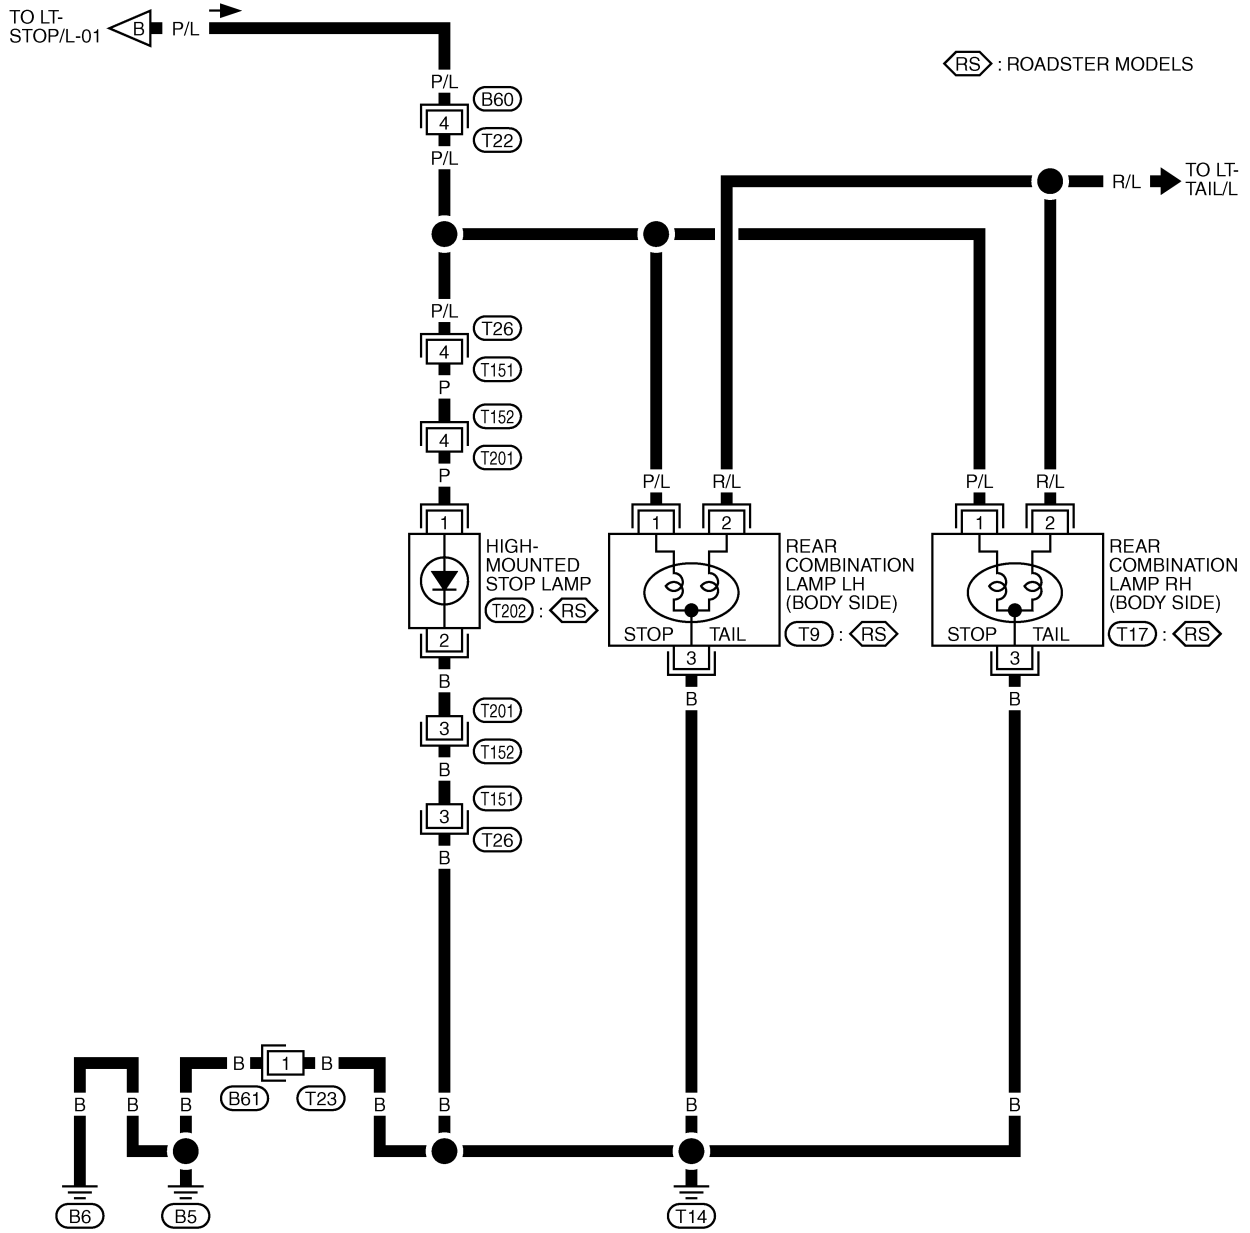 TO LT-
STOP/L-01
B
P/L
RS : ROADSTER MODELS
P/L
B60
4
T22
P/L
R/L
TO LT-
TAIL/L
P/L
T26
4
T151
P
T152
4
T201
P
P/L
R/L
P/L
R/L
1
1
2
1
2
HIGH-
MOUNTED
STOP LAMP
T202 : RS
REAR
COMBINATION
LAMP LH
(BODY SIDE)
T9 : RS
REAR
COMBINATION
LAMP RH
(BODY SIDE)
T17 : RS
STOP
TAIL
STOP
TAIL
2
3
3
B
B
B
T201
3
T152
B
T151
3
T26
B
B
1
B
B61
T23
B
B
B
B
B
B
B
B6
B5
T14